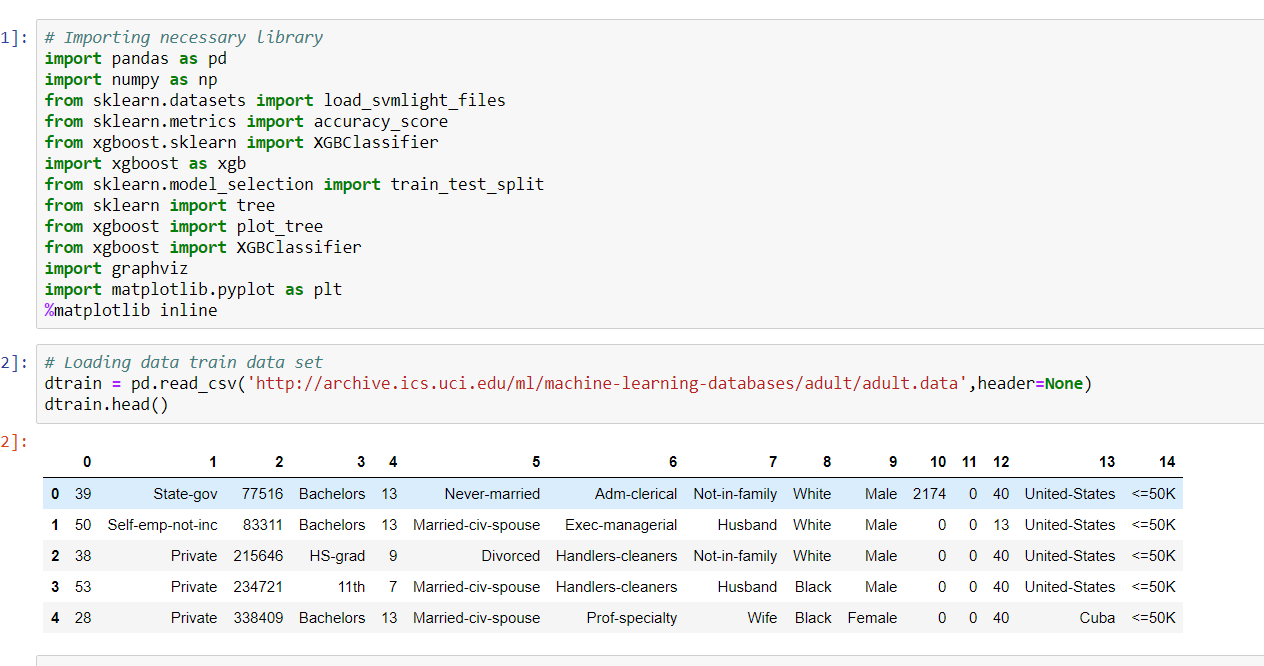 1]: # Importing necessary library
import pandas as pd
import numpy as np
from sklearn.datasets import load_svmlight_files
from sklearn.metrics import accuracy_score
from xgboost.sklearn import XGBClassifier
import xgboost as xgb
from sklearn.model_selection import train_test_split
from sklearn import tree
from xgboost import plot_tree
from xgboost import XGBClassifier
import graphviz
import matplotlib.pyplot as plt
%matplotlib inline
2]: # Loading data train data set
dtrain = pd.read_csv('http://archive.ics.uci.edu/ml/machine-learning-databases/adult/adult.data',header=None)
dtrain.head()
2]:
0 1 2 3 4 5 6 7 8 9 10 11 12 13 14
0 39 State-gov 77516 Bachelors 13 Never-married Adm-clerical Not-in-family White Male 2174 0 40 United-States <=50K
1 50 Self-emp-not-inc 83311 Bachelors 13 Married-civ-spouse Exec-managerial Husband White Male 0 0 13 United-States <=50K
2 38 Private 215646 HS-grad 9 Divorced Handlers-cleaners Not-in-family White Male 0 0 40 United-States <=50K
3 53 Private 234721 11th 7 Married-civ-spouse Handlers-cleaners Husband Black Male 0 0 40 United-States <=50K
4 28 Private 338409 Bachelors 13 Married-civ-spouse Prof-specialty Wife Black Female 0 0 40 Cuba <=50K